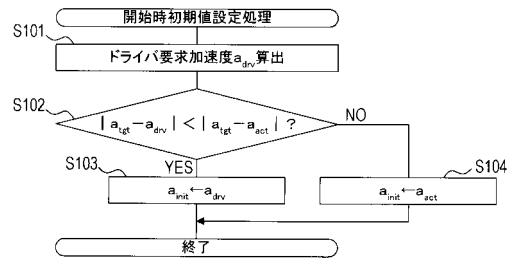 開始時初期値設定処理
S101
ドライバ要求加速度a_drv算出
S102
|a_tgt−a_drv|<|a_tgt−a_act|?
NO
YES
S103
a_init←a_drv
S104
a_init←a_act
終了